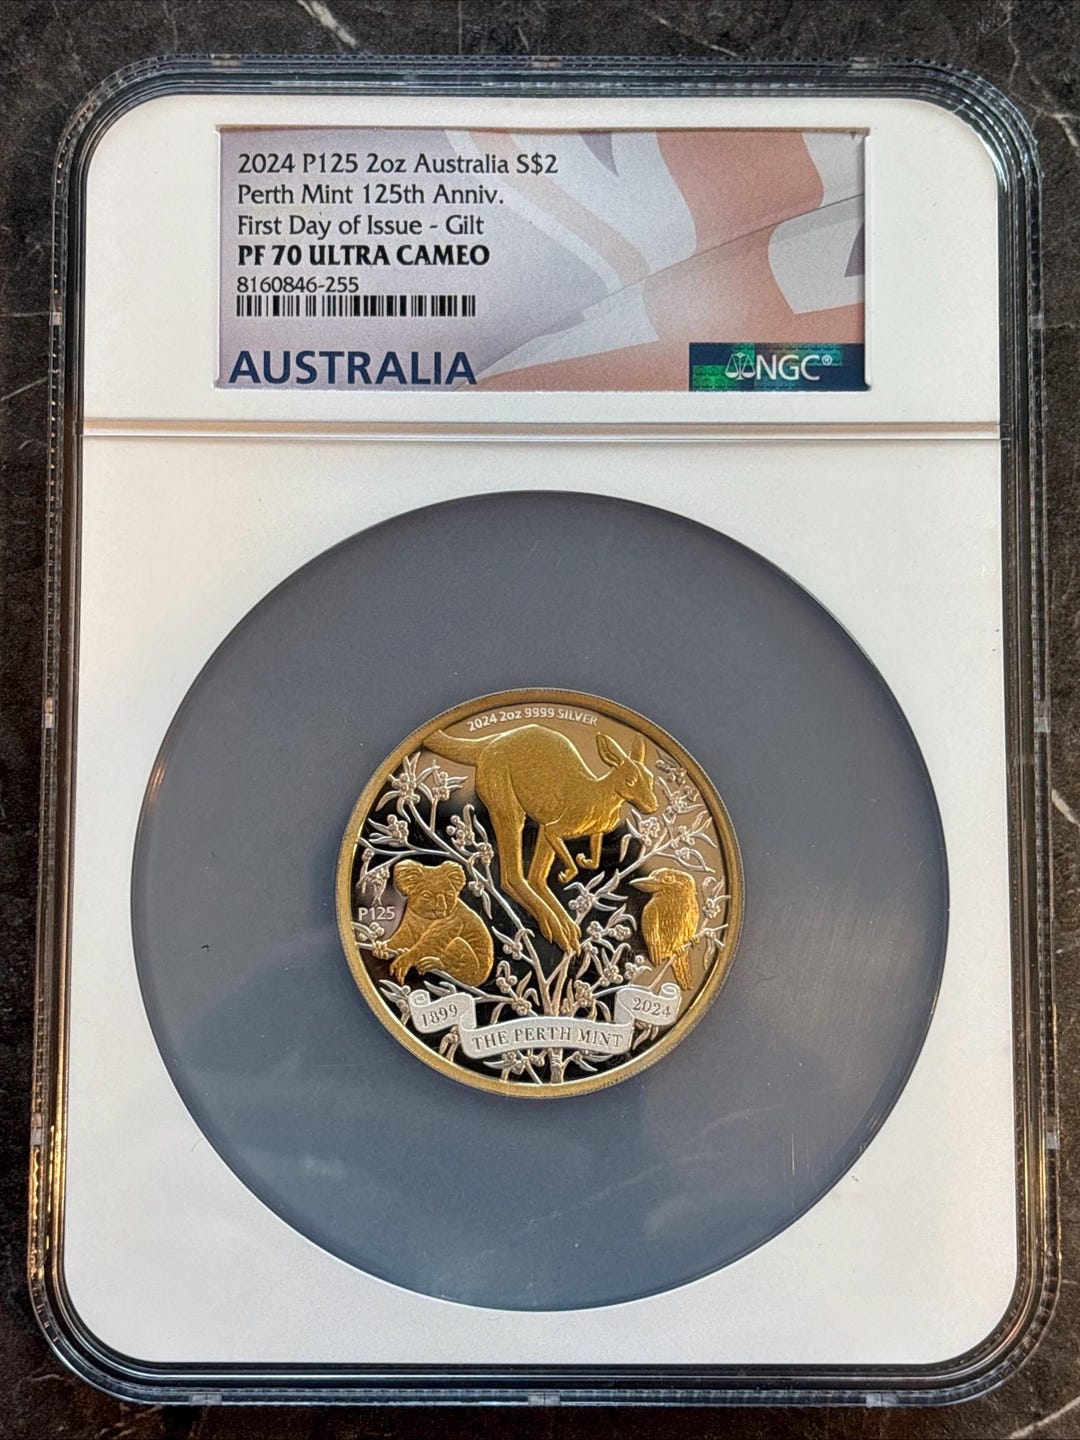 2024 P125 2oz Australia S$2
Perth Mint 125th Anniv.
First Day of Issue - Gilt
PF 70 ULTRA CAMEO
8160846-255
AUSTRALIA
NGC®
2024 2oz 9999 SILVER
P125
1899
2024
THE PERTH MINT